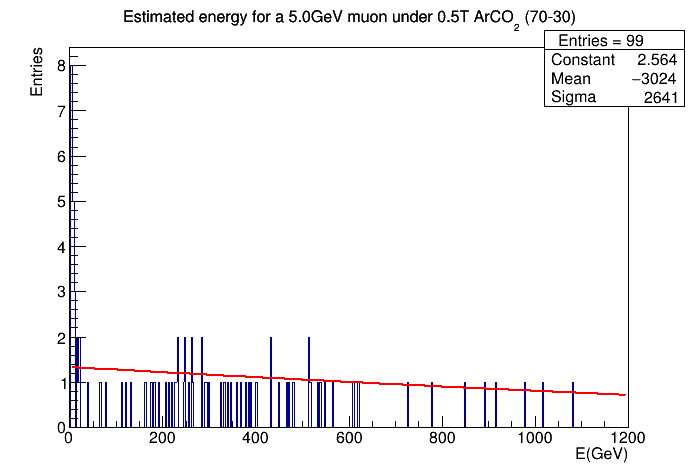 Estimated energy for a 5.0GeV muon under 0.5T ArCO2 (70-30)
Entries = 99
Constant 2.564
Mean −3024
Sigma 2641
Entries
8
7
6
5
4
3
2
1
0
0 200 400 600 800 1000 1200
E(GeV)